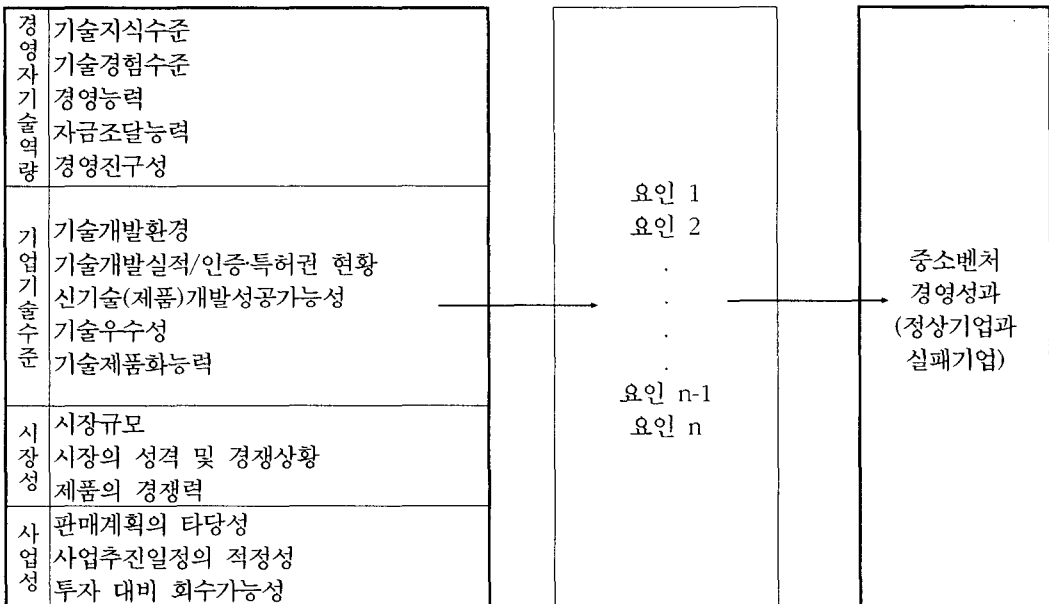 경영자기술역량
기술지식수준
기술경험수준
경영능력
자금조달능력
경영진구성
기업기술수준
기술개발환경
기술개발실적/인증·특허권 현황
신기술(제품)개발성공가능성
기술우수성
기술제품화능력
시장성
시장규모
시장의 성격 및 경쟁상황
제품의 경쟁력
사업성
판매계획의 타당성
사업추진일정의 적정성
투자 대비 회수가능성
요인 1
요인 2
.
.
.
.
요인 n-1
요인 n
중소벤처
경영성과
(정상기업과
실패기업)